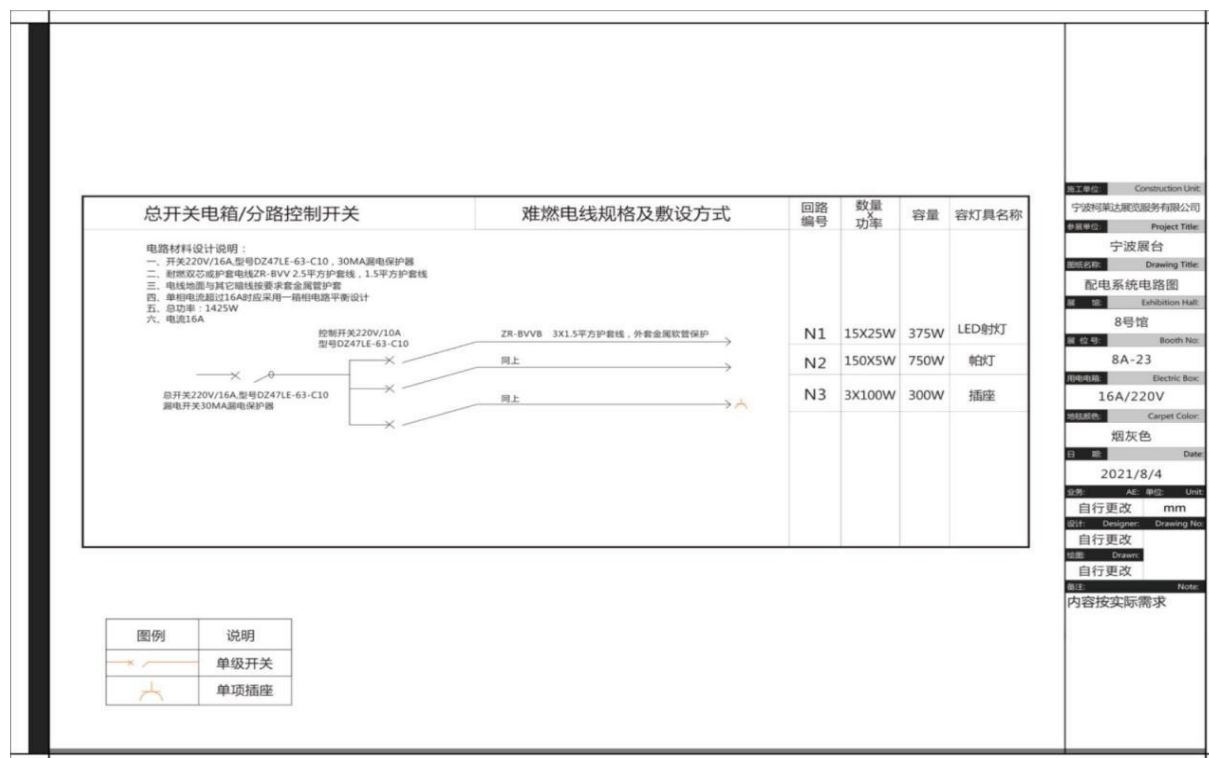 总开关电箱/分路控制开关
难燃电线规格及敷设方式
回路
编号
数量
x
功率
容量
容灯具名称
电路材料设计说明：
一、开关220V/16A,型号DZ47LE-63-C10，30MA漏电保护器
二、耐燃双芯或护套电线ZR-BVV 2.5平方护套线，1.5平方护套线
三、电线地面与其它暗线按要求套金属管护套
四、单相电流超过16A时应采用一箱相电路平衡设计
五、总功率：1425W
六、电流16A
控制开关220V/10A
型号DZ47LE-63-C10
总开关220V/16A,型号DZ47LE-63-C10
漏电开关30MA漏电保护器
ZR-BVVB 3X1.5平方护套线，外套金属软管保护
N1 15X25W 375W LED射灯
同上
N2 150X5W 750W 帕灯
同上
N3 3X100W 300W 插座
图例 说明
单级开关
单项插座
施工单位: Construction Unit:
宁波柯莱达展览服务有限公司
参展单位: Project Title:
宁波展台
图纸名称: Drawing Title:
配电系统电路图
展 馆: Exhibition Hall:
8号馆
展 位 号: Booth No:
8A-23
用电电箱: Electric Box:
16A/220V
地毯颜色: Carpet Color:
烟灰色
日 期: Date:
2021/8/4
业务: AE: 单位: Unit:
自行更改 mm
设计: Designer: Drawing No:
自行更改
绘图: Drawn:
自行更改
备注: Note:
内容按实际需求